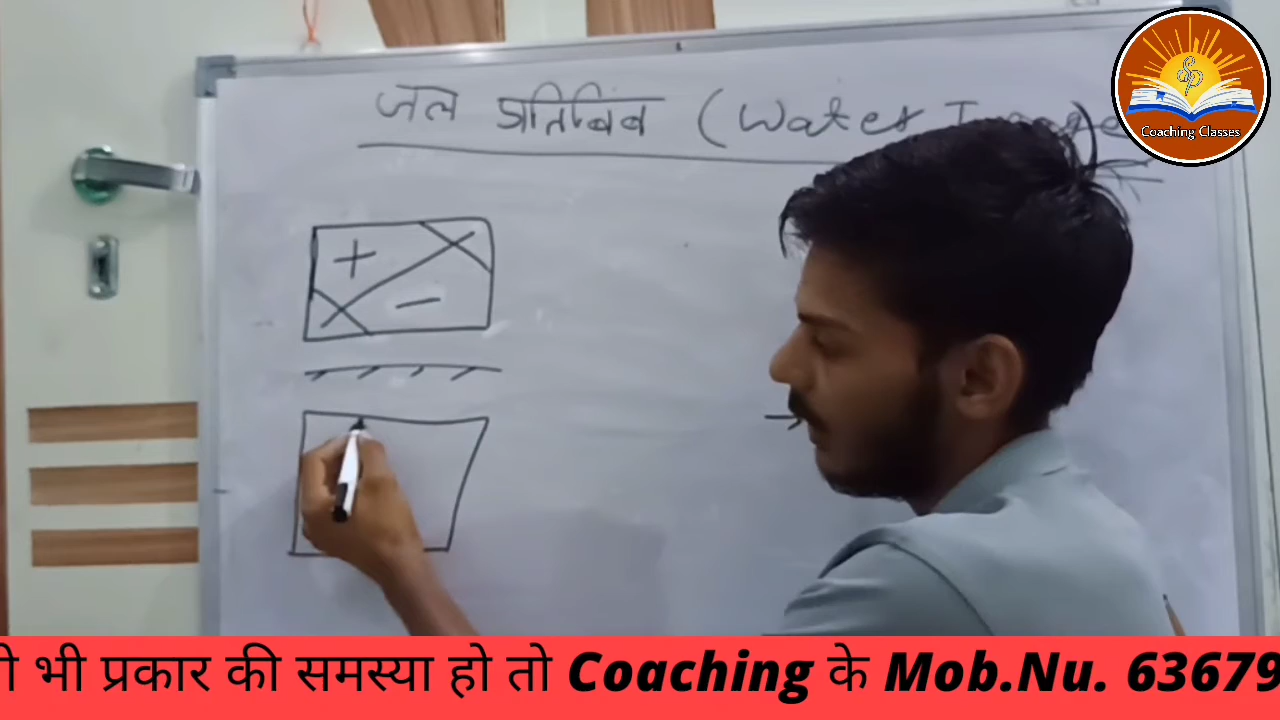 जल प्रतिबिंब (Water Image
Coaching Classes
+
−
भी प्रकार की समस्या हो तो Coaching के Mob.Nu. 63679